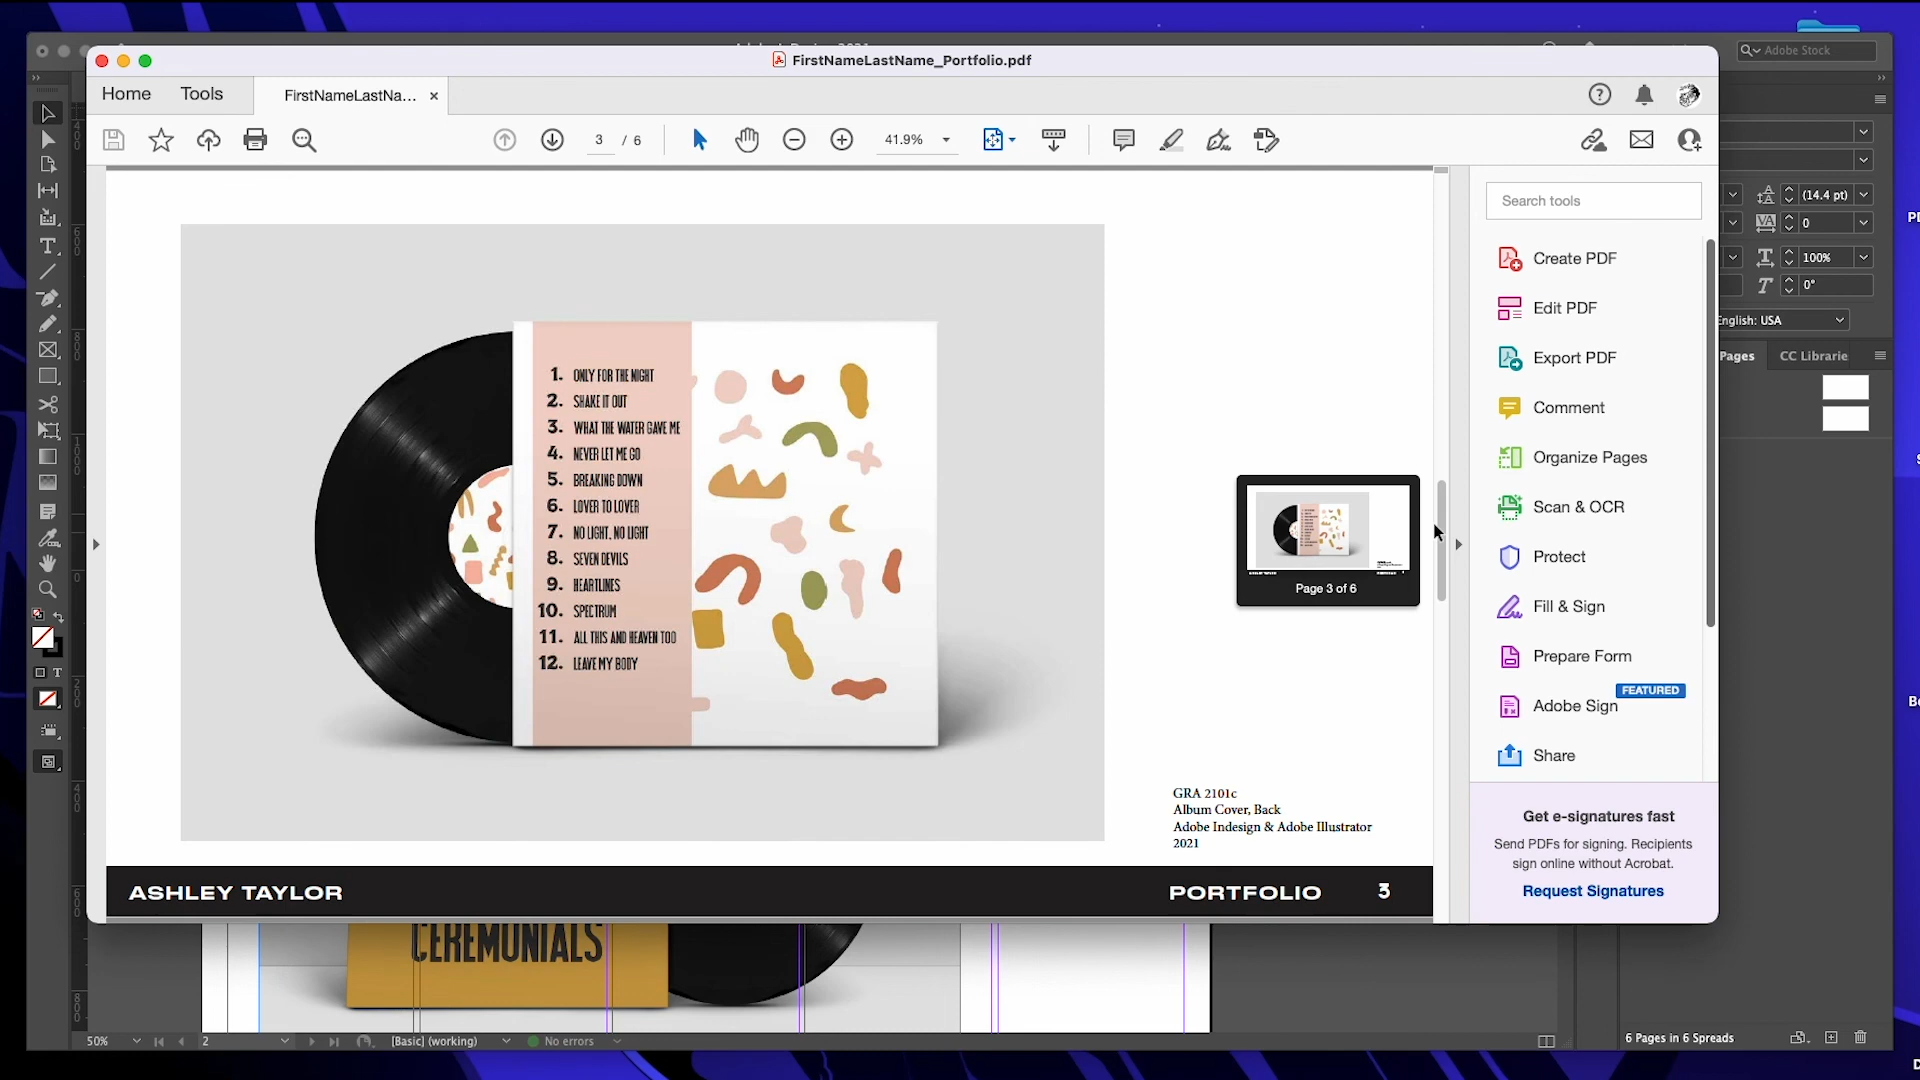 Adobe Stock
FirstNameLastName_Portfolio.pdf
Home
Tools
FirstNameLastNa...
3 / 6
41.9%
Search tools
Create PDF
Edit PDF
Export PDF
Comment
Organize Pages
Scan & OCR
Protect
Fill & Sign
Prepare Form
FEATURED
Adobe Sign
Share
Get e-signatures fast
Send PDFs for signing. Recipients
sign online without Acrobat.
Request Signatures
1. ONLY FOR THE NIGHT
2. SHAKE IT OUT
3. WHAT THE WATER GAVE ME
4. NEVER LET ME GO
5. BREAKING DOWN
6. LOVER TO LOVER
7. NO LIGHT, NO LIGHT
8. SEVEN DEVILS
9. HEARTLINES
10. SPECTRUM
11. ALL THIS AND HEAVEN TOO
12. LEAVE MY BODY
Page 3 of 6
GRA 2101c
Album Cover, Back
Adobe Indesign & Adobe Illustrator
2021
ASHLEY TAYLOR
PORTFOLIO 3
CEREMONIALS
(14.4 pt)
0
100%
0°
English: USA
Pages
CC Librarie
50%
2
[Basic] (working)
No errors
6 Pages in 6 Spreads